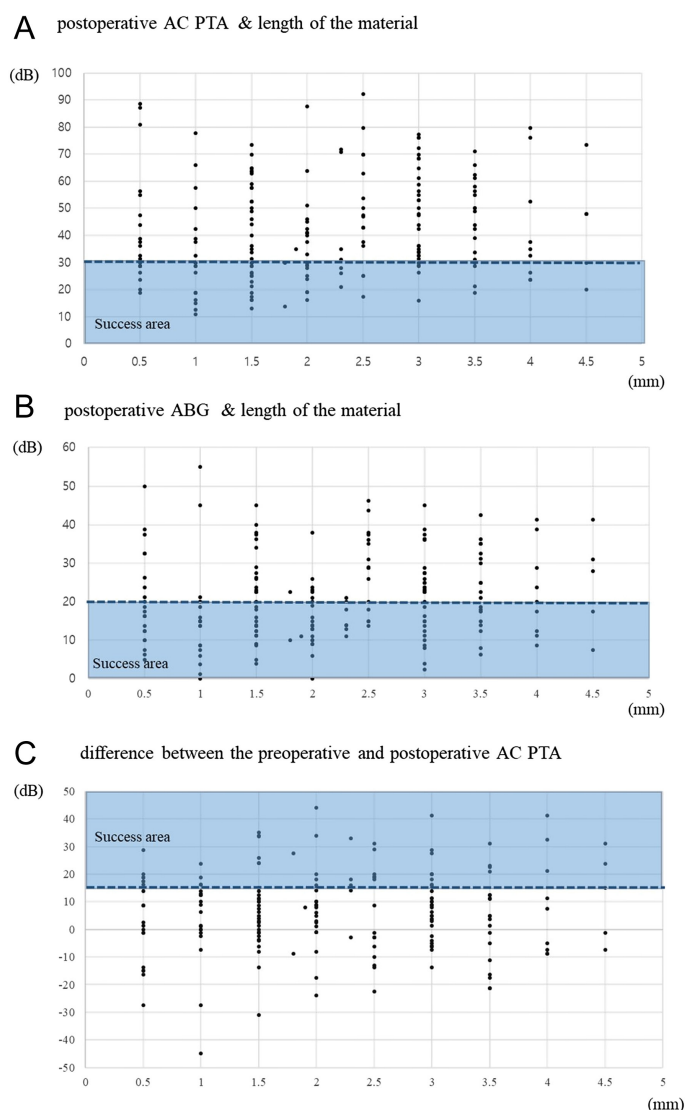 A postoperative AC PTA & length of the material
(dB)
100
90
80
70
60
50
40
30
20
10
0
Success area
0 0.5 1 1.5 2 2.5 3 3.5 4 4.5 5
(mm)
B postoperative ABG & length of the material
(dB)
60
50
40
30
20
10
0
Success area
0 0.5 1 1.5 2 2.5 3 3.5 4 4.5 5
(mm)
C difference between the preoperative and postoperative AC PTA
(dB)
50
40
30
20
10
0
-10
-20
-30
-40
-50
Success area
0 0.5 1 1.5 2 2.5 3 3.5 4 4.5 5
(mm)